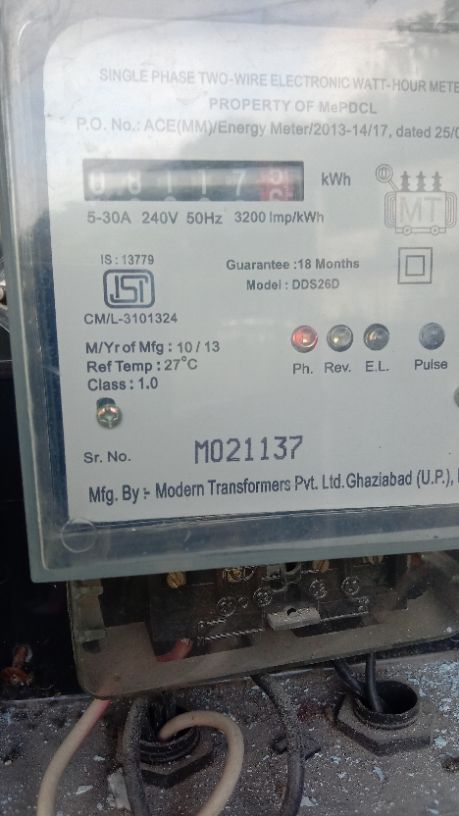 SINGLE PHASE TWO-WIRE ELECTRONIC WATT-HOUR METE
PROPERTY OF MePDCL
P.O. No.: ACE(MM)/Energy Meter/2013-14/17, dated 25/0
08117 kWh
5-30A 240V 50Hz 3200 Imp/kWh
MT
IS : 13779
Guarantee :18 Months
Model : DDS26D
CM/L-3101324
M/Yr of Mfg : 10 / 13
Ref Temp : 27°C
Class : 1.0
Ph. Rev. E.L. Pulse
Sr. No. M021137
Mfg. By :- Modern Transformers Pvt. Ltd. Ghaziabad (U.P.),